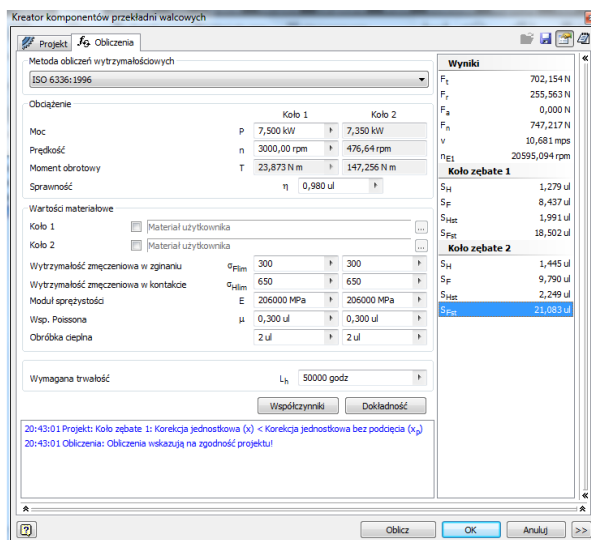 Kreator komponentów przekładni walcowych
Projekt fG Obliczenia
Metoda obliczeń wytrzymałościowych
ISO 6336:1996
Obciążenie
Koło 1 Koło 2
Moc P 7,500 kW 7,350 kW
Prędkość n 3000,00 rpm 476,64 rpm
Moment obrotowy T 23,873 N m 147,256 N m
Sprawność η 0,980 ul
Wartości materiałowe
Koło 1 Materiał użytkownika ...
Koło 2 Materiał użytkownika ...
Wytrzymałość zmęczeniowa w zginaniu σFlim 300 300
Wytrzymałość zmęczeniowa w kontakcie σHlim 650 650
Moduł sprężystości E 206000 MPa 206000 MPa
Wsp. Poissona μ 0,300 ul 0,300 ul
Obróbka cieplna 2 ul 2 ul
Wymagana trwałość Lh 50000 godz
Współczynniki Dokładność
20:43:01 Projekt: Koło zębate 1: Korekcja jednostkowa (x) < Korekcja jednostkowa bez podcięcia (xp)
20:43:01 Obliczenia: Obliczenia wskazują na zgodność projektu!
Wyniki
Ft 702,154 N
Fr 255,563 N
Fa 0,000 N
Fn 747,217 N
v 10,681 mps
nE1 20595,094 rpm
Koło zębate 1
SH 1,279 ul
SF 8,437 ul
SHst 1,991 ul
SFst 18,502 ul
Koło zębate 2
SH 1,445 ul
SF 9,790 ul
SHst 2,249 ul
SFst 21,083 ul
Oblicz OK Anuluj >>